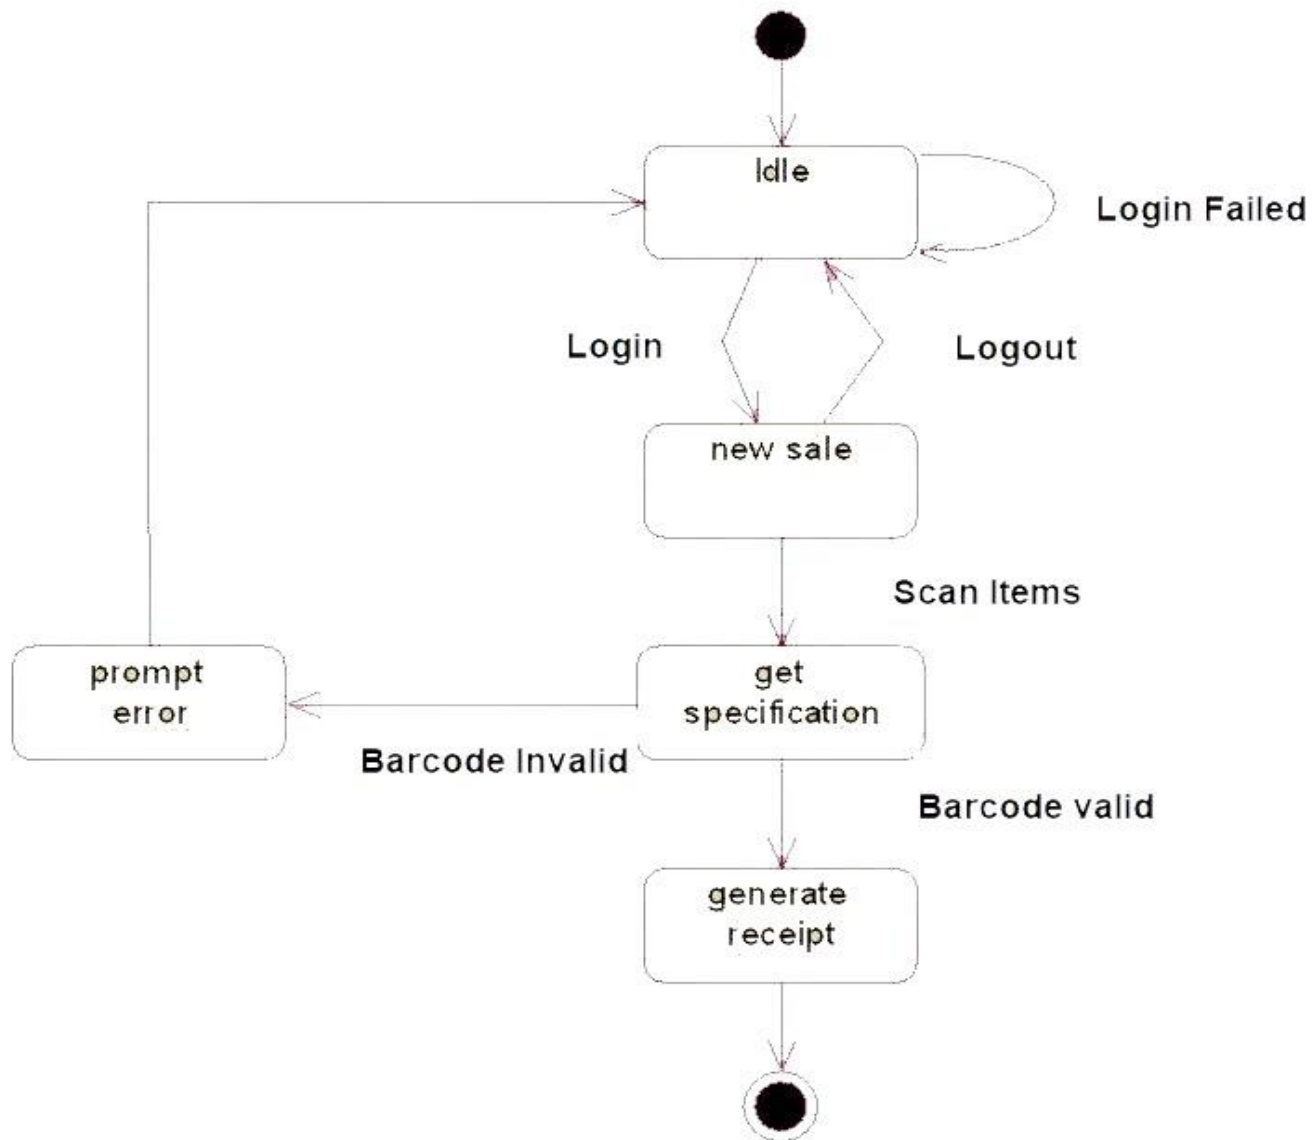 Idle
Login Failed
Login
Logout
new sale
Scan Items
prompt
error
get
specification
Barcode Invalid
Barcode valid
generate
receipt